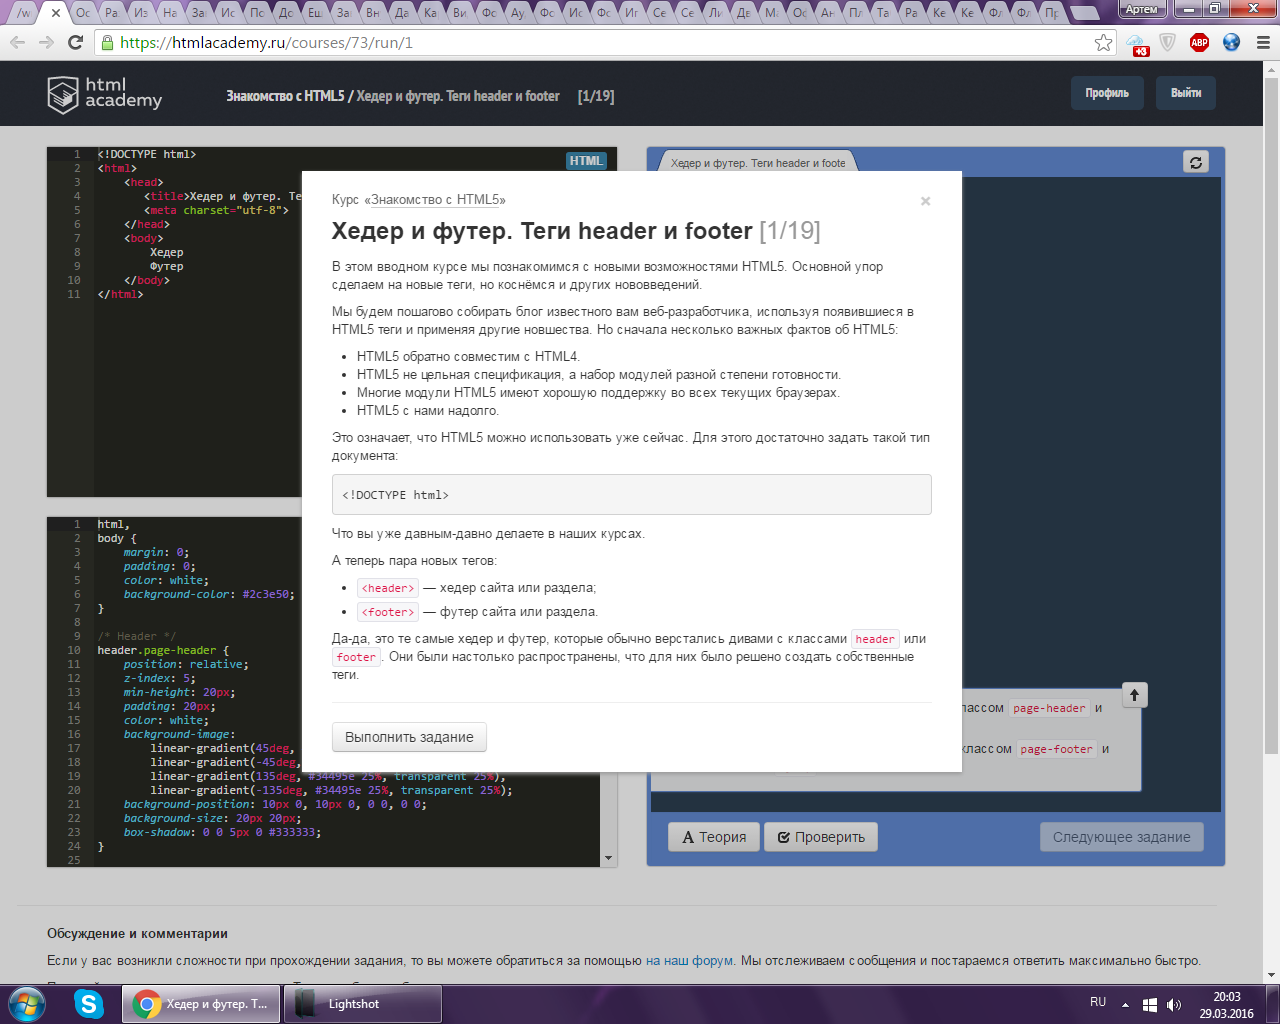 /w
Ос
Ра
Из
На
За
Ис
По
До
Ещ
За
Вн
Да
Ка
Ви
Фо
Ау
Фо
Ис
Фо
Иг
Се
Се
Ли
Дв
Ма
Ос
Ан
Пл
Та
Ра
Ке
Ке
Фл
Фл
Пр
Артем
https://htmlacademy.ru/courses/73/run/1
+3
ABP
html
academy
Знакомство с HTML5 / Хедер и футер. Теги header и footer [1/19]
Профиль
Выйти
1 <!DOCTYPE html>
2 <html>
3 <head>
4 <title>Хедер и футер. Те
5 <meta charset="utf-8">
6 </head>
7 <body>
8 Хедер
9 Футер
10 </body>
11 </html>
HTML
Хедер и футер. Теги header и foote
Курс «Знакомство с HTML5»
×
Хедер и футер. Теги header и footer [1/19]
В этом вводном курсе мы познакомимся с новыми возможностями HTML5. Основной упор
сделаем на новые теги, но коснёмся и других нововведений.
Мы будем пошагово собирать блог известного вам веб-разработчика, используя появившиеся в
HTML5 теги и применяя другие новшества. Но сначала несколько важных фактов об HTML5:
• HTML5 обратно совместим с HTML4.
• HTML5 не цельная спецификация, а набор модулей разной степени готовности.
• Многие модули HTML5 имеют хорошую поддержку во всех текущих браузерах.
• HTML5 с нами надолго.
Это означает, что HTML5 можно использовать уже сейчас. Для этого достаточно задать такой тип
документа:
<!DOCTYPE html>
Что вы уже давным-давно делаете в наших курсах.
А теперь пара новых тегов:
• <header> — хедер сайта или раздела;
• <footer> — футер сайта или раздела.
Да-да, это те самые хедер и футер, которые обычно верстались дивами с классами header или
footer. Они были настолько распространены, что для них было решено создать собственные
теги.
Выполнить задание
1 html,
2 body {
3 margin: 0;
4 padding: 0;
5 color: white;
6 background-color: #2c3e50;
7 }
8
9 /* Header */
10 header.page-header {
11 position: relative;
12 z-index: 5;
13 min-height: 20px;
14 padding: 20px;
15 color: white;
16 background-image:
17 linear-gradient(45deg,
18 linear-gradient(-45deg,
19 linear-gradient(135deg, #34495e 25%, transparent 25%),
20 linear-gradient(-135deg, #34495e 25%, transparent 25%);
21 background-position: 10px 0, 10px 0, 0 0, 0 0;
22 background-size: 20px 20px;
23 box-shadow: 0 0 5px 0 #333333;
24 }
25
лассом page-header и
классом page-footer и
Теория
Проверить
Следующее задание
Обсуждение и комментарии
Если у вас возникли сложности при прохождении задания, то вы можете обратиться за помощью на наш форум. Мы отслеживаем сообщения и постараемся ответить максимально быстро.
Хедер и футер. Т...
Lightshot
RU
20:03
29.03.2016